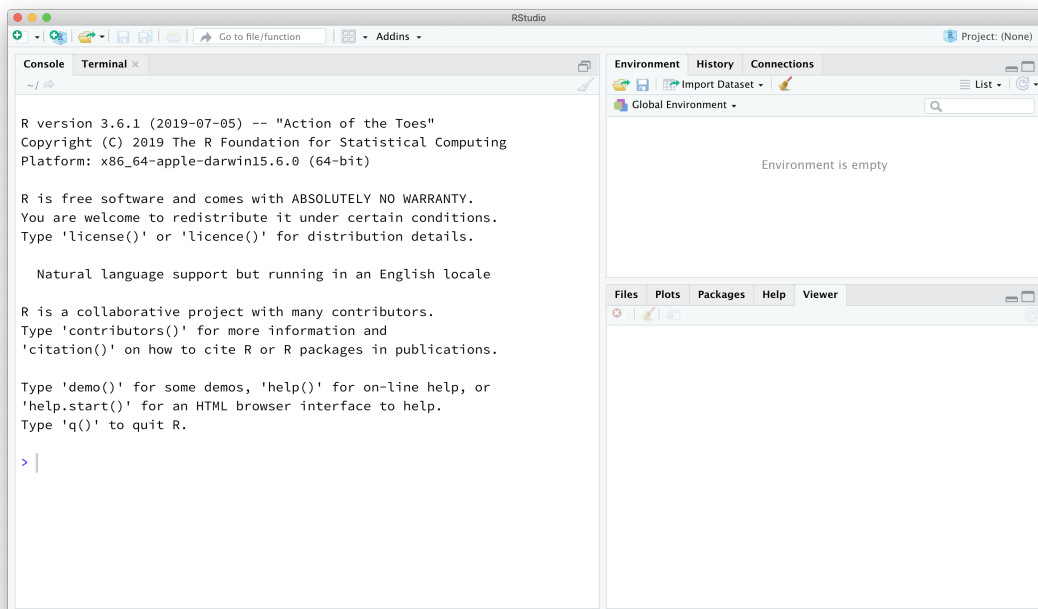 RStudio
Go to file/function
Addins
Project: (None)
Console Terminal
~/
R version 3.6.1 (2019-07-05) -- "Action of the Toes"
Copyright (C) 2019 The R Foundation for Statistical Computing
Platform: x86_64-apple-darwin15.6.0 (64-bit)
R is free software and comes with ABSOLUTELY NO WARRANTY.
You are welcome to redistribute it under certain conditions.
Type 'license()' or 'licence()' for distribution details.
Natural language support but running in an English locale
R is a collaborative project with many contributors.
Type 'contributors()' for more information and
'citation()' on how to cite R or R packages in publications.
Type 'demo()' for some demos, 'help()' for on-line help, or
'help.start()' for an HTML browser interface to help.
Type 'q()' to quit R.
>
Environment History Connections
Import Dataset
List
Global Environment
Environment is empty
Files Plots Packages Help Viewer